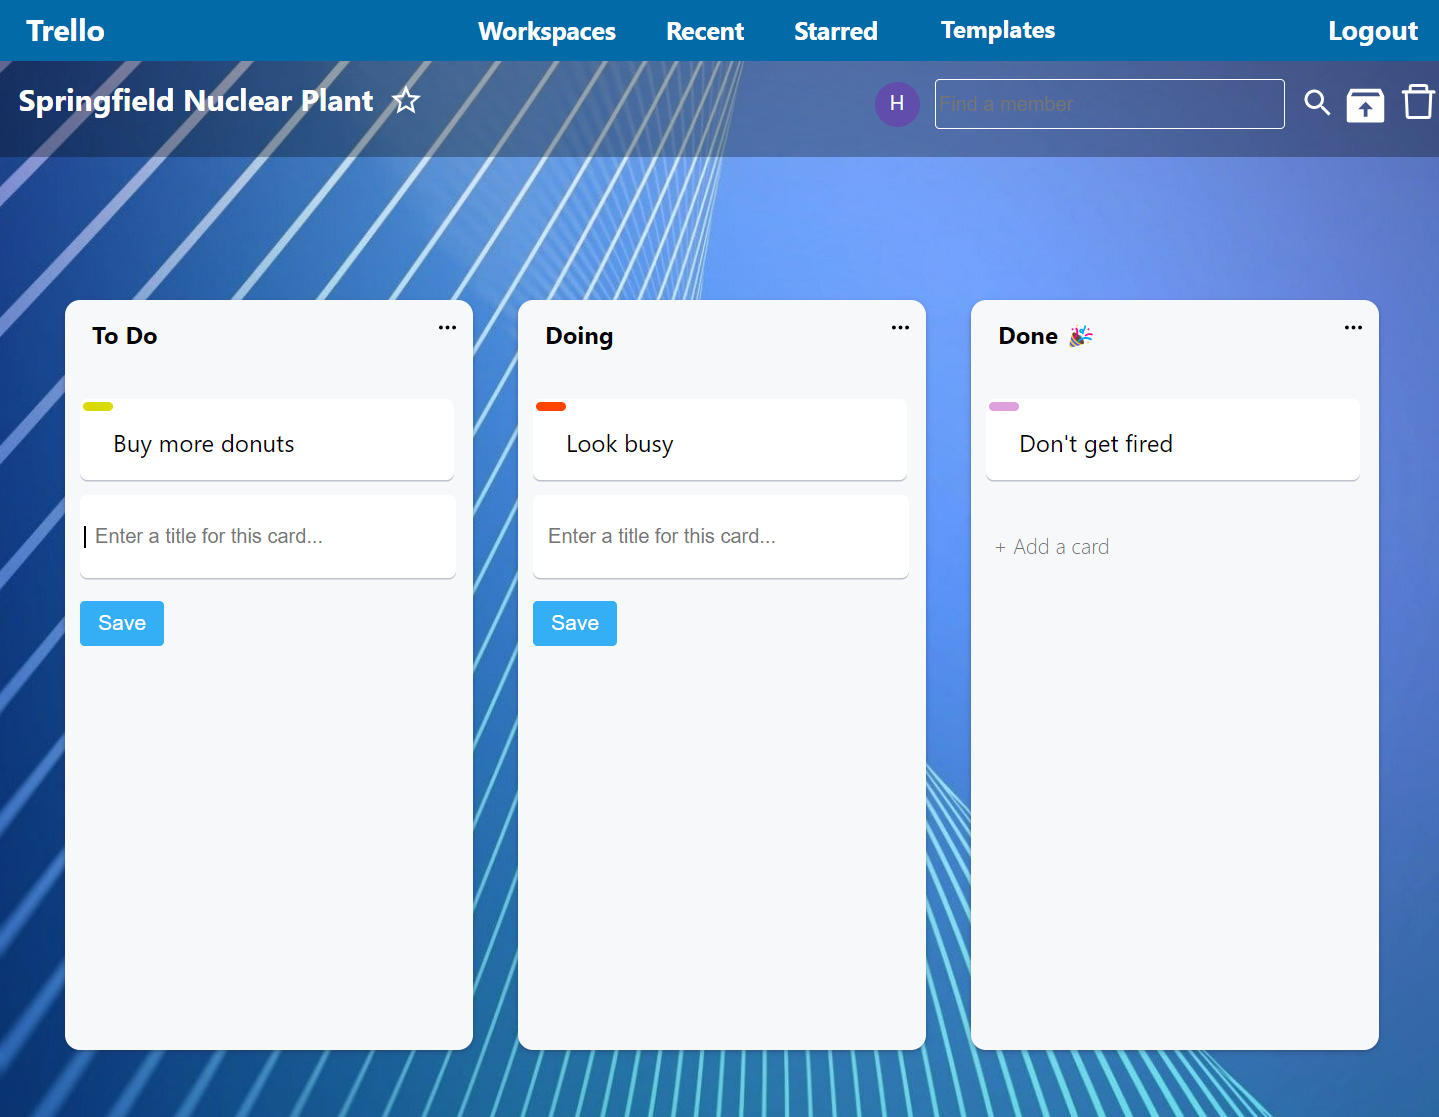 Trello
Workspaces
Recent
Starred
Templates
Logout
Springfield Nuclear Plant
H
Find a member
To Do
Buy more donuts
Enter a title for this card...
Save
Doing
Look busy
Enter a title for this card...
Save
Done 🎉
Don't get fired
+ Add a card